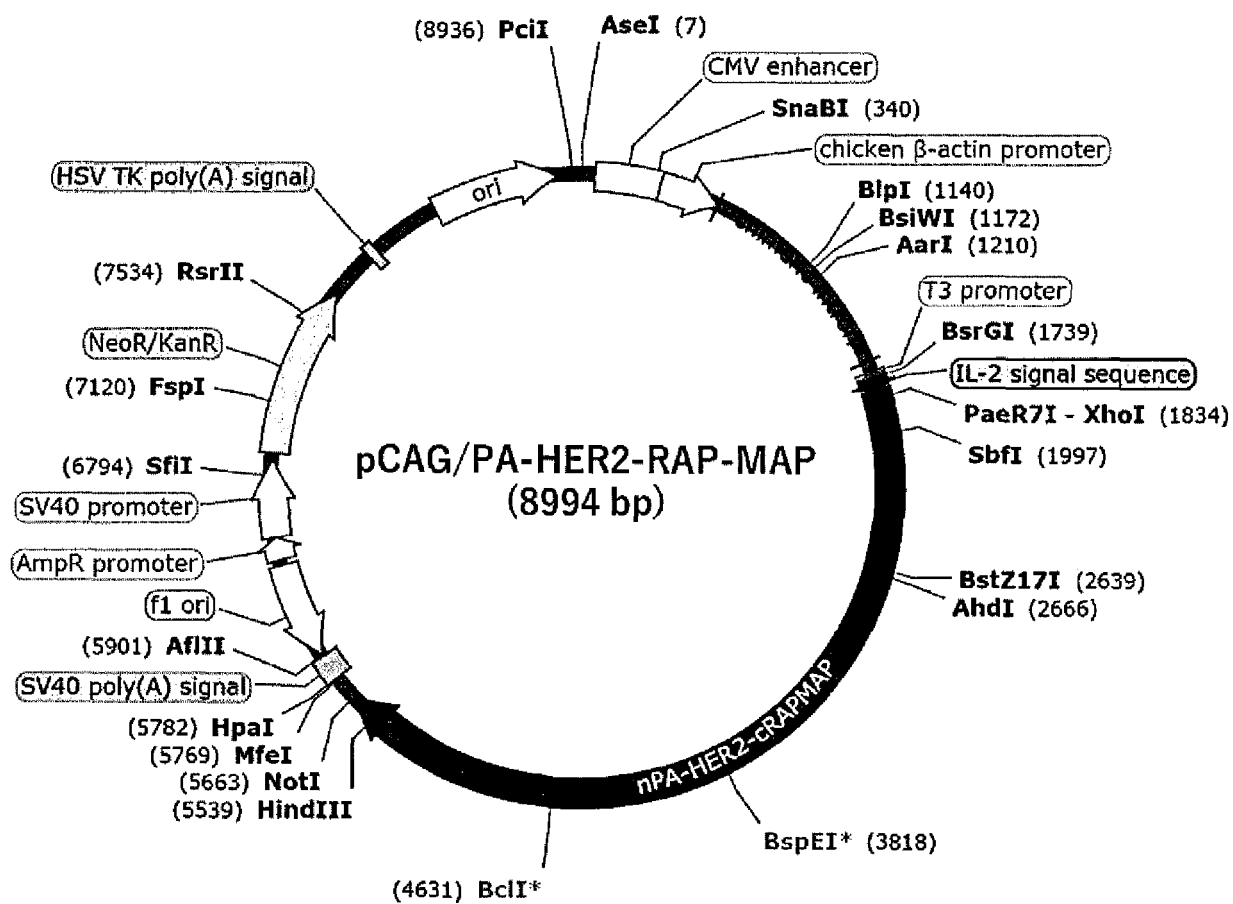 (8936) PciI
AseI (7)
CMV enhancer
SnaBI (340)
chicken β-actin promoter
BlpI (1140)
BsiWI (1172)
AarI (1210)
T3 promoter
BsrGI (1739)
IL-2 signal sequence
PaeR7I - XhoI (1834)
SbfI (1997)
BstZ17I (2639)
AhdI (2666)
nPA-HER2-cRAPMAP
BspEI* (3818)
(4631) BclI*
(5539) HindIII
(5663) NotI
(5769) MfeI
(5782) HpaI
SV40 poly(A) signal
(5901) AflII
f1 ori
AmpR promoter
SV40 promoter
(6794) SfiI
(7120) FspI
NeoR/KanR
(7534) RsrII
HSV TK poly(A) signal
ori
pCAG/PA-HER2-RAP-MAP
(8994 bp)